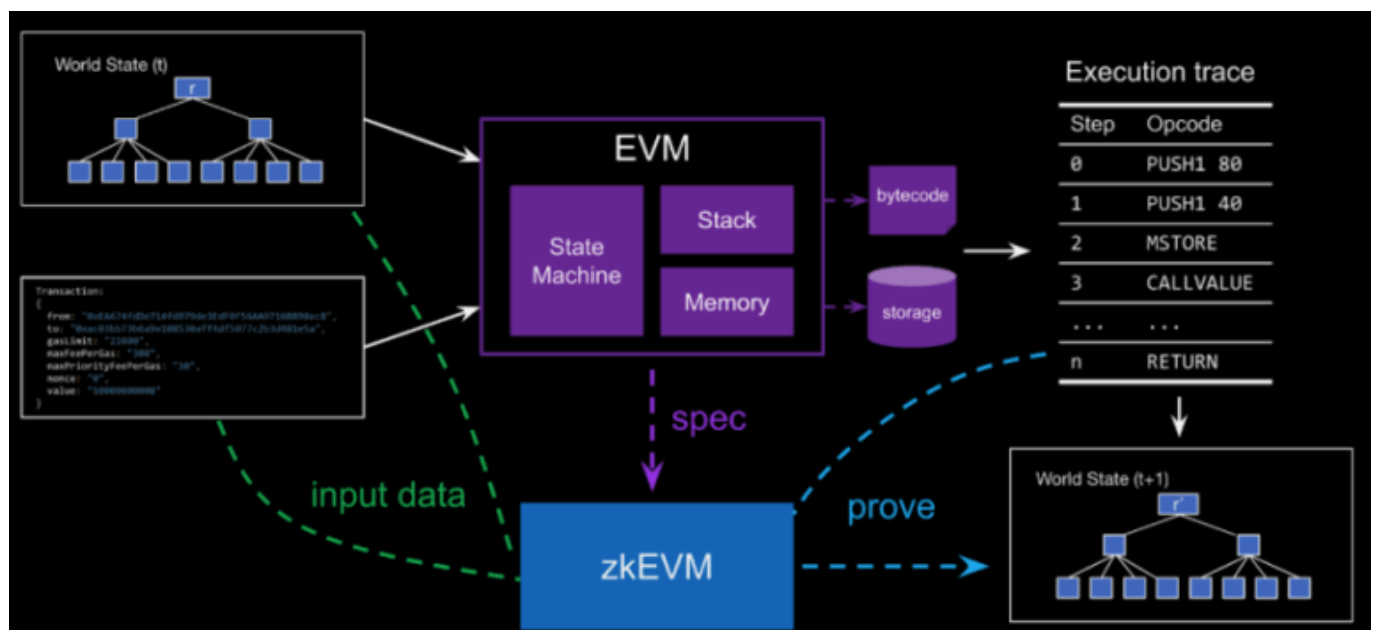 World State (t)
r
Transaction:
{
from:
to:
gasLimit: "21000",
maxFeePerGas: "300",
maxPriorityFeePerGas: "10",
nonce: "0",
value: "10000000000"
}
EVM
State
Machine
Stack
Memory
bytecode
storage
Execution trace
Step Opcode
0 PUSH1 80
1 PUSH1 40
2 MSTORE
3 CALLVALUE
... ...
n RETURN
spec
input data
prove
zkEVM
World State (t+1)
r'